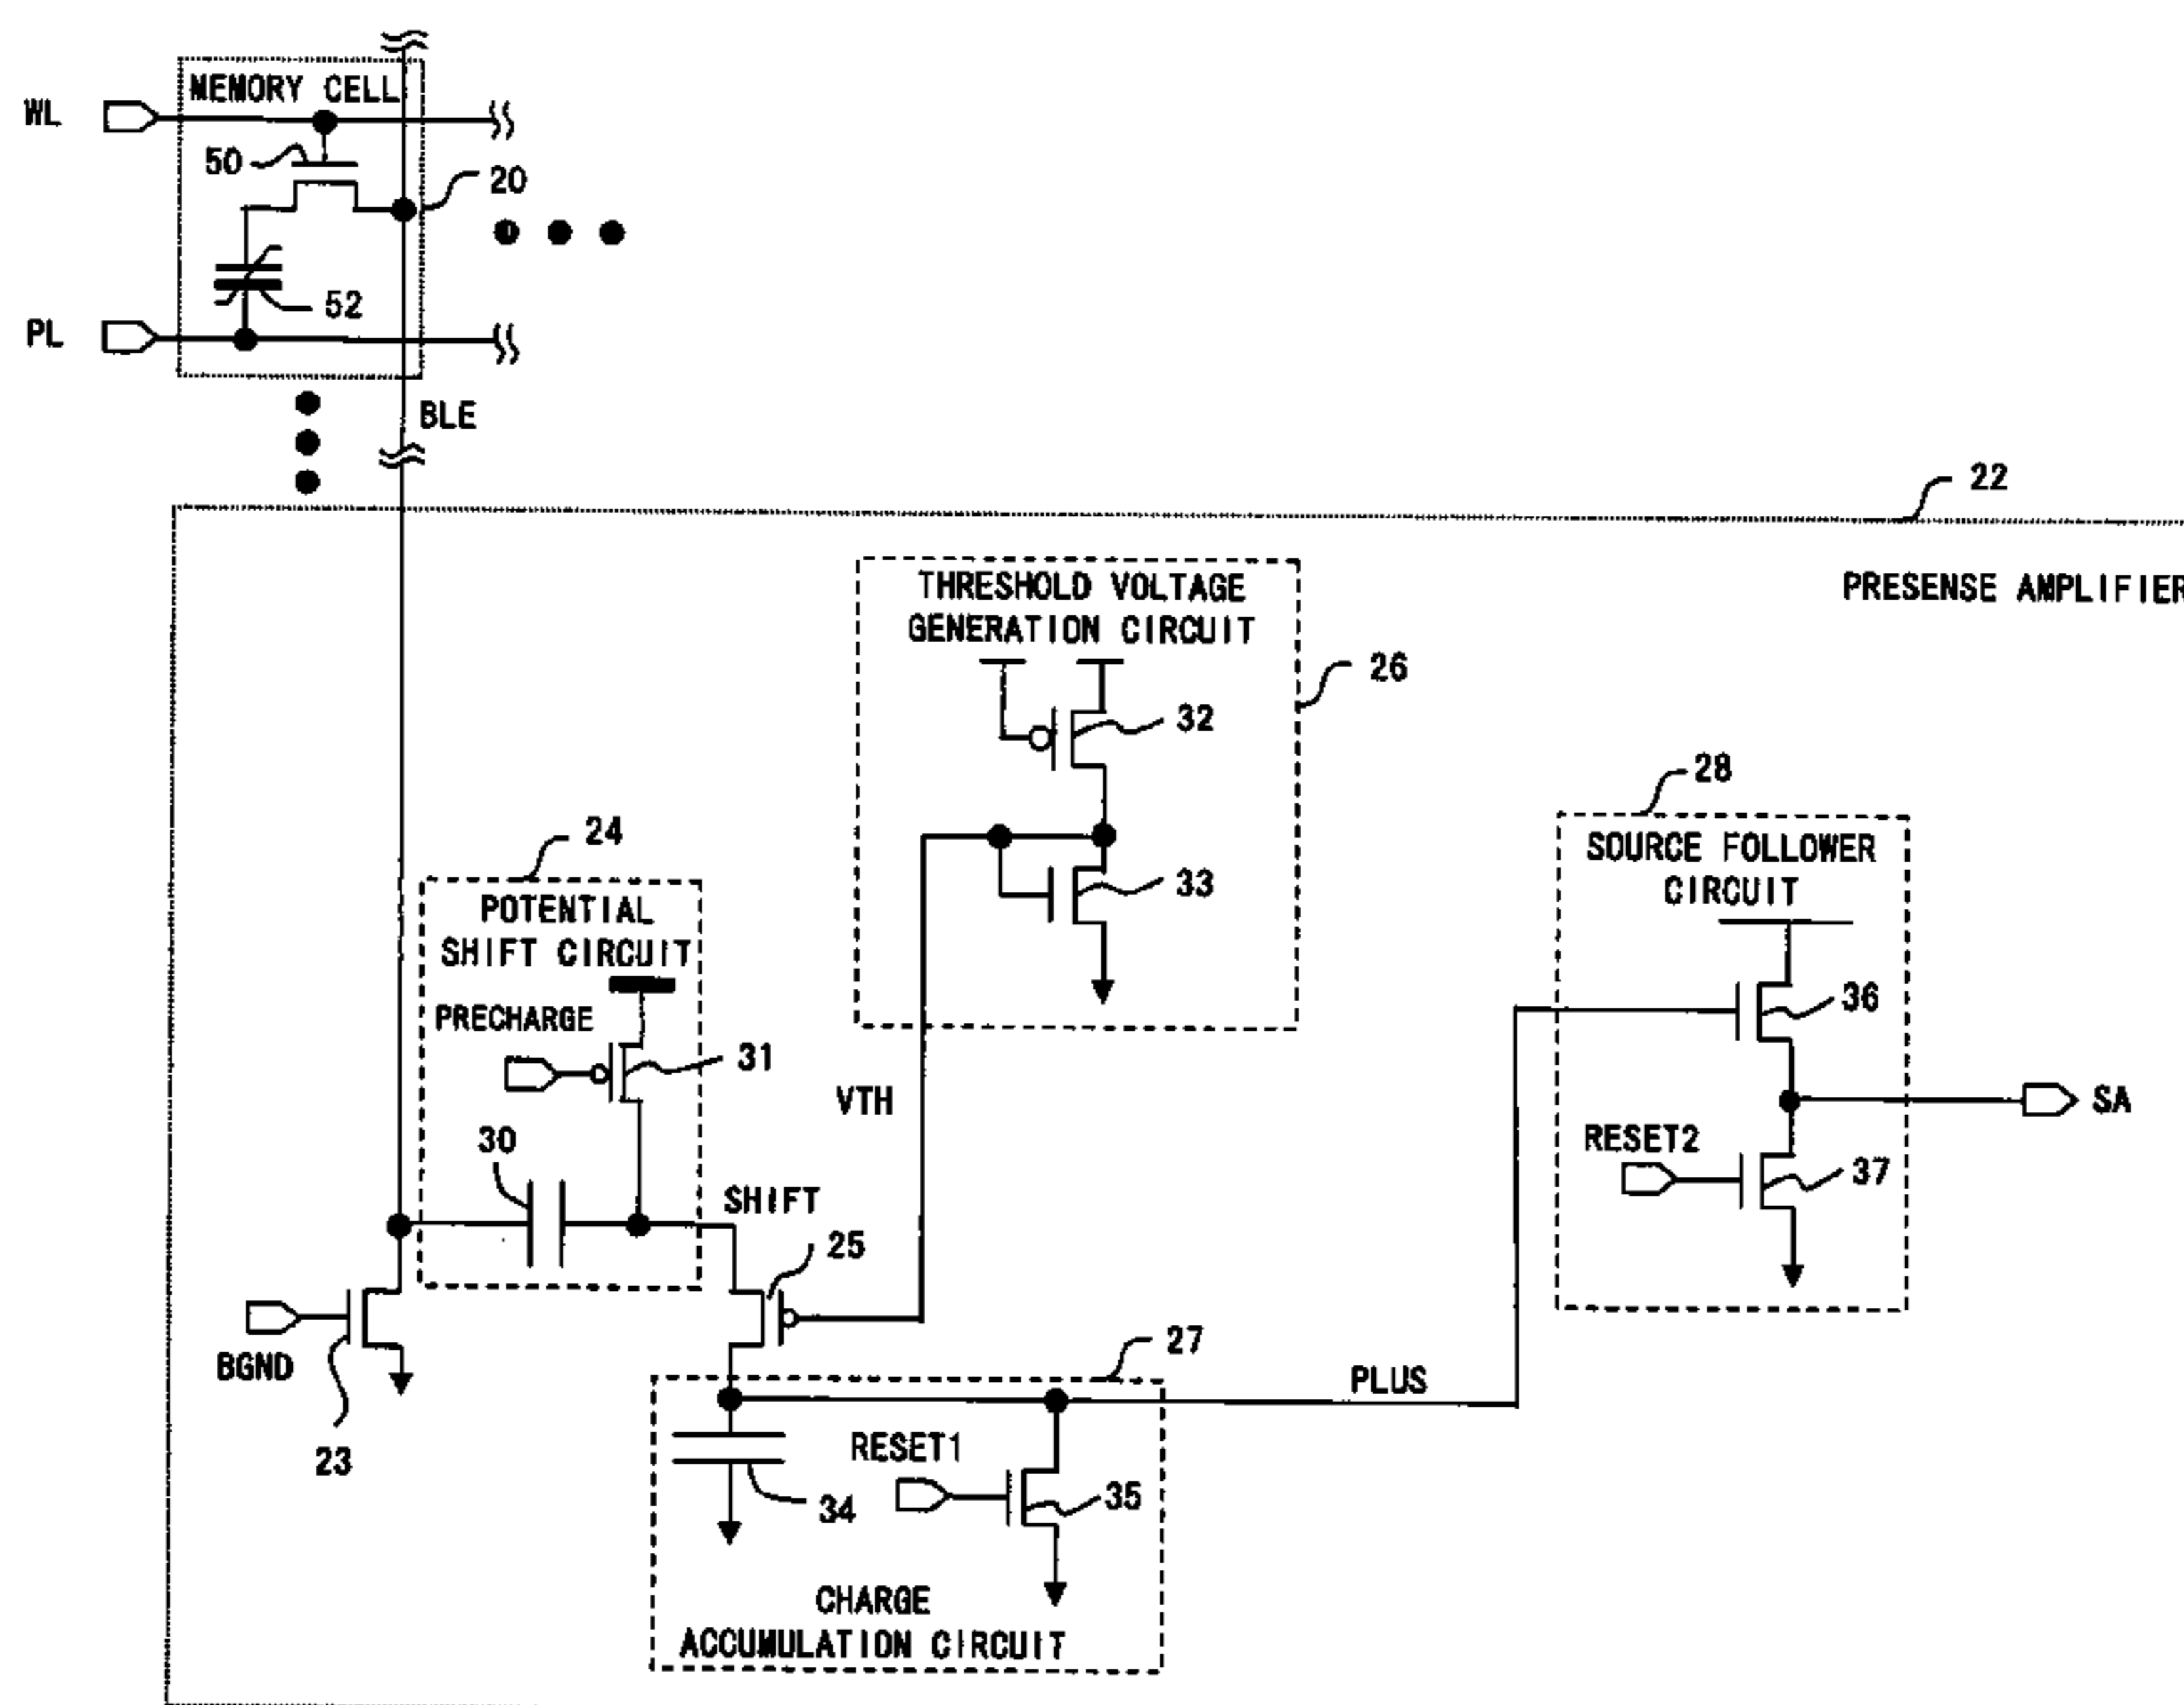 MEMORY CELL
WL
50
20
52
PL
BLE
22
PRESENSE AMPLIFIER
THRESHOLD VOLTAGE
GENERATION CIRCUIT
26
32
33
28
SOURCE FOLLOWER
CIRCUIT
36
SA
RESET2
37
24
POTENTIAL
SHIFT CIRCUIT
PRECHARGE
31
VTH
30
SHIFT
25
BGND
23
27
PLUS
RESET1
34
35
CHARGE
ACCUMULATION CIRCUIT